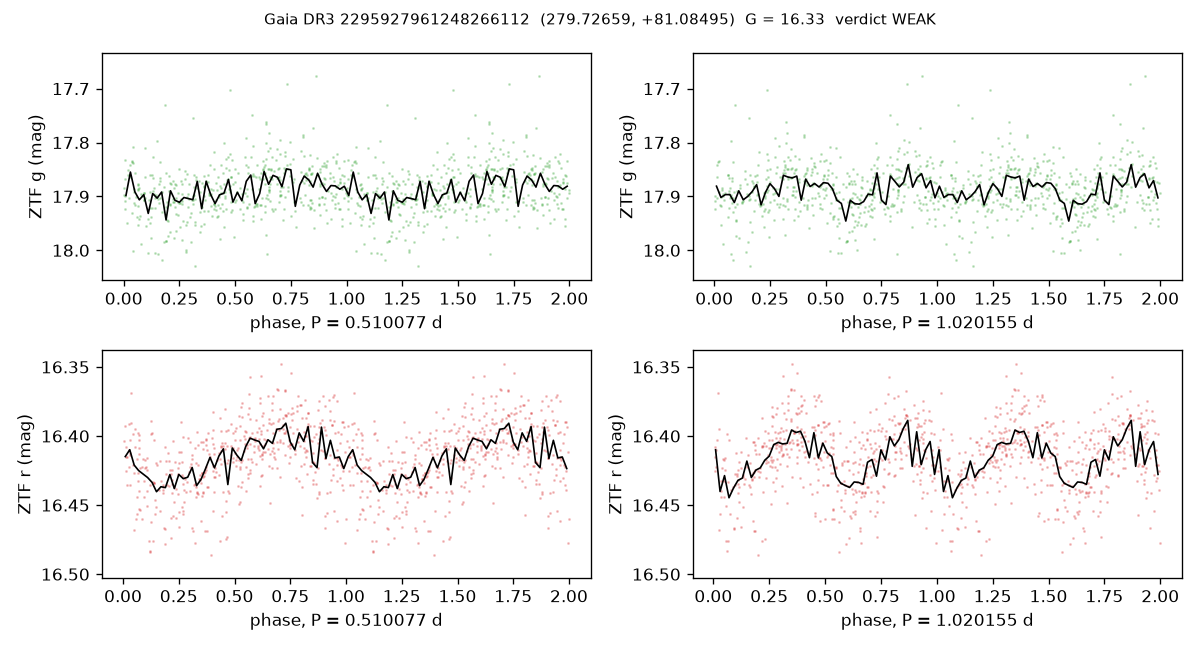 Gaia DR3 2295927961248266112  (279.72659, +81.08495)  G = 16.33  verdict WEAK
ZTF g (mag)
17.7
17.8
17.9
18.0
0.00 0.25 0.50 0.75 1.00 1.25 1.50 1.75 2.00
phase, P = 0.510077 d
ZTF g (mag)
17.7
17.8
17.9
18.0
0.00 0.25 0.50 0.75 1.00 1.25 1.50 1.75 2.00
phase, P = 1.020155 d
ZTF r (mag)
16.35
16.40
16.45
16.50
0.00 0.25 0.50 0.75 1.00 1.25 1.50 1.75 2.00
phase, P = 0.510077 d
ZTF r (mag)
16.35
16.40
16.45
16.50
0.00 0.25 0.50 0.75 1.00 1.25 1.50 1.75 2.00
phase, P = 1.020155 d